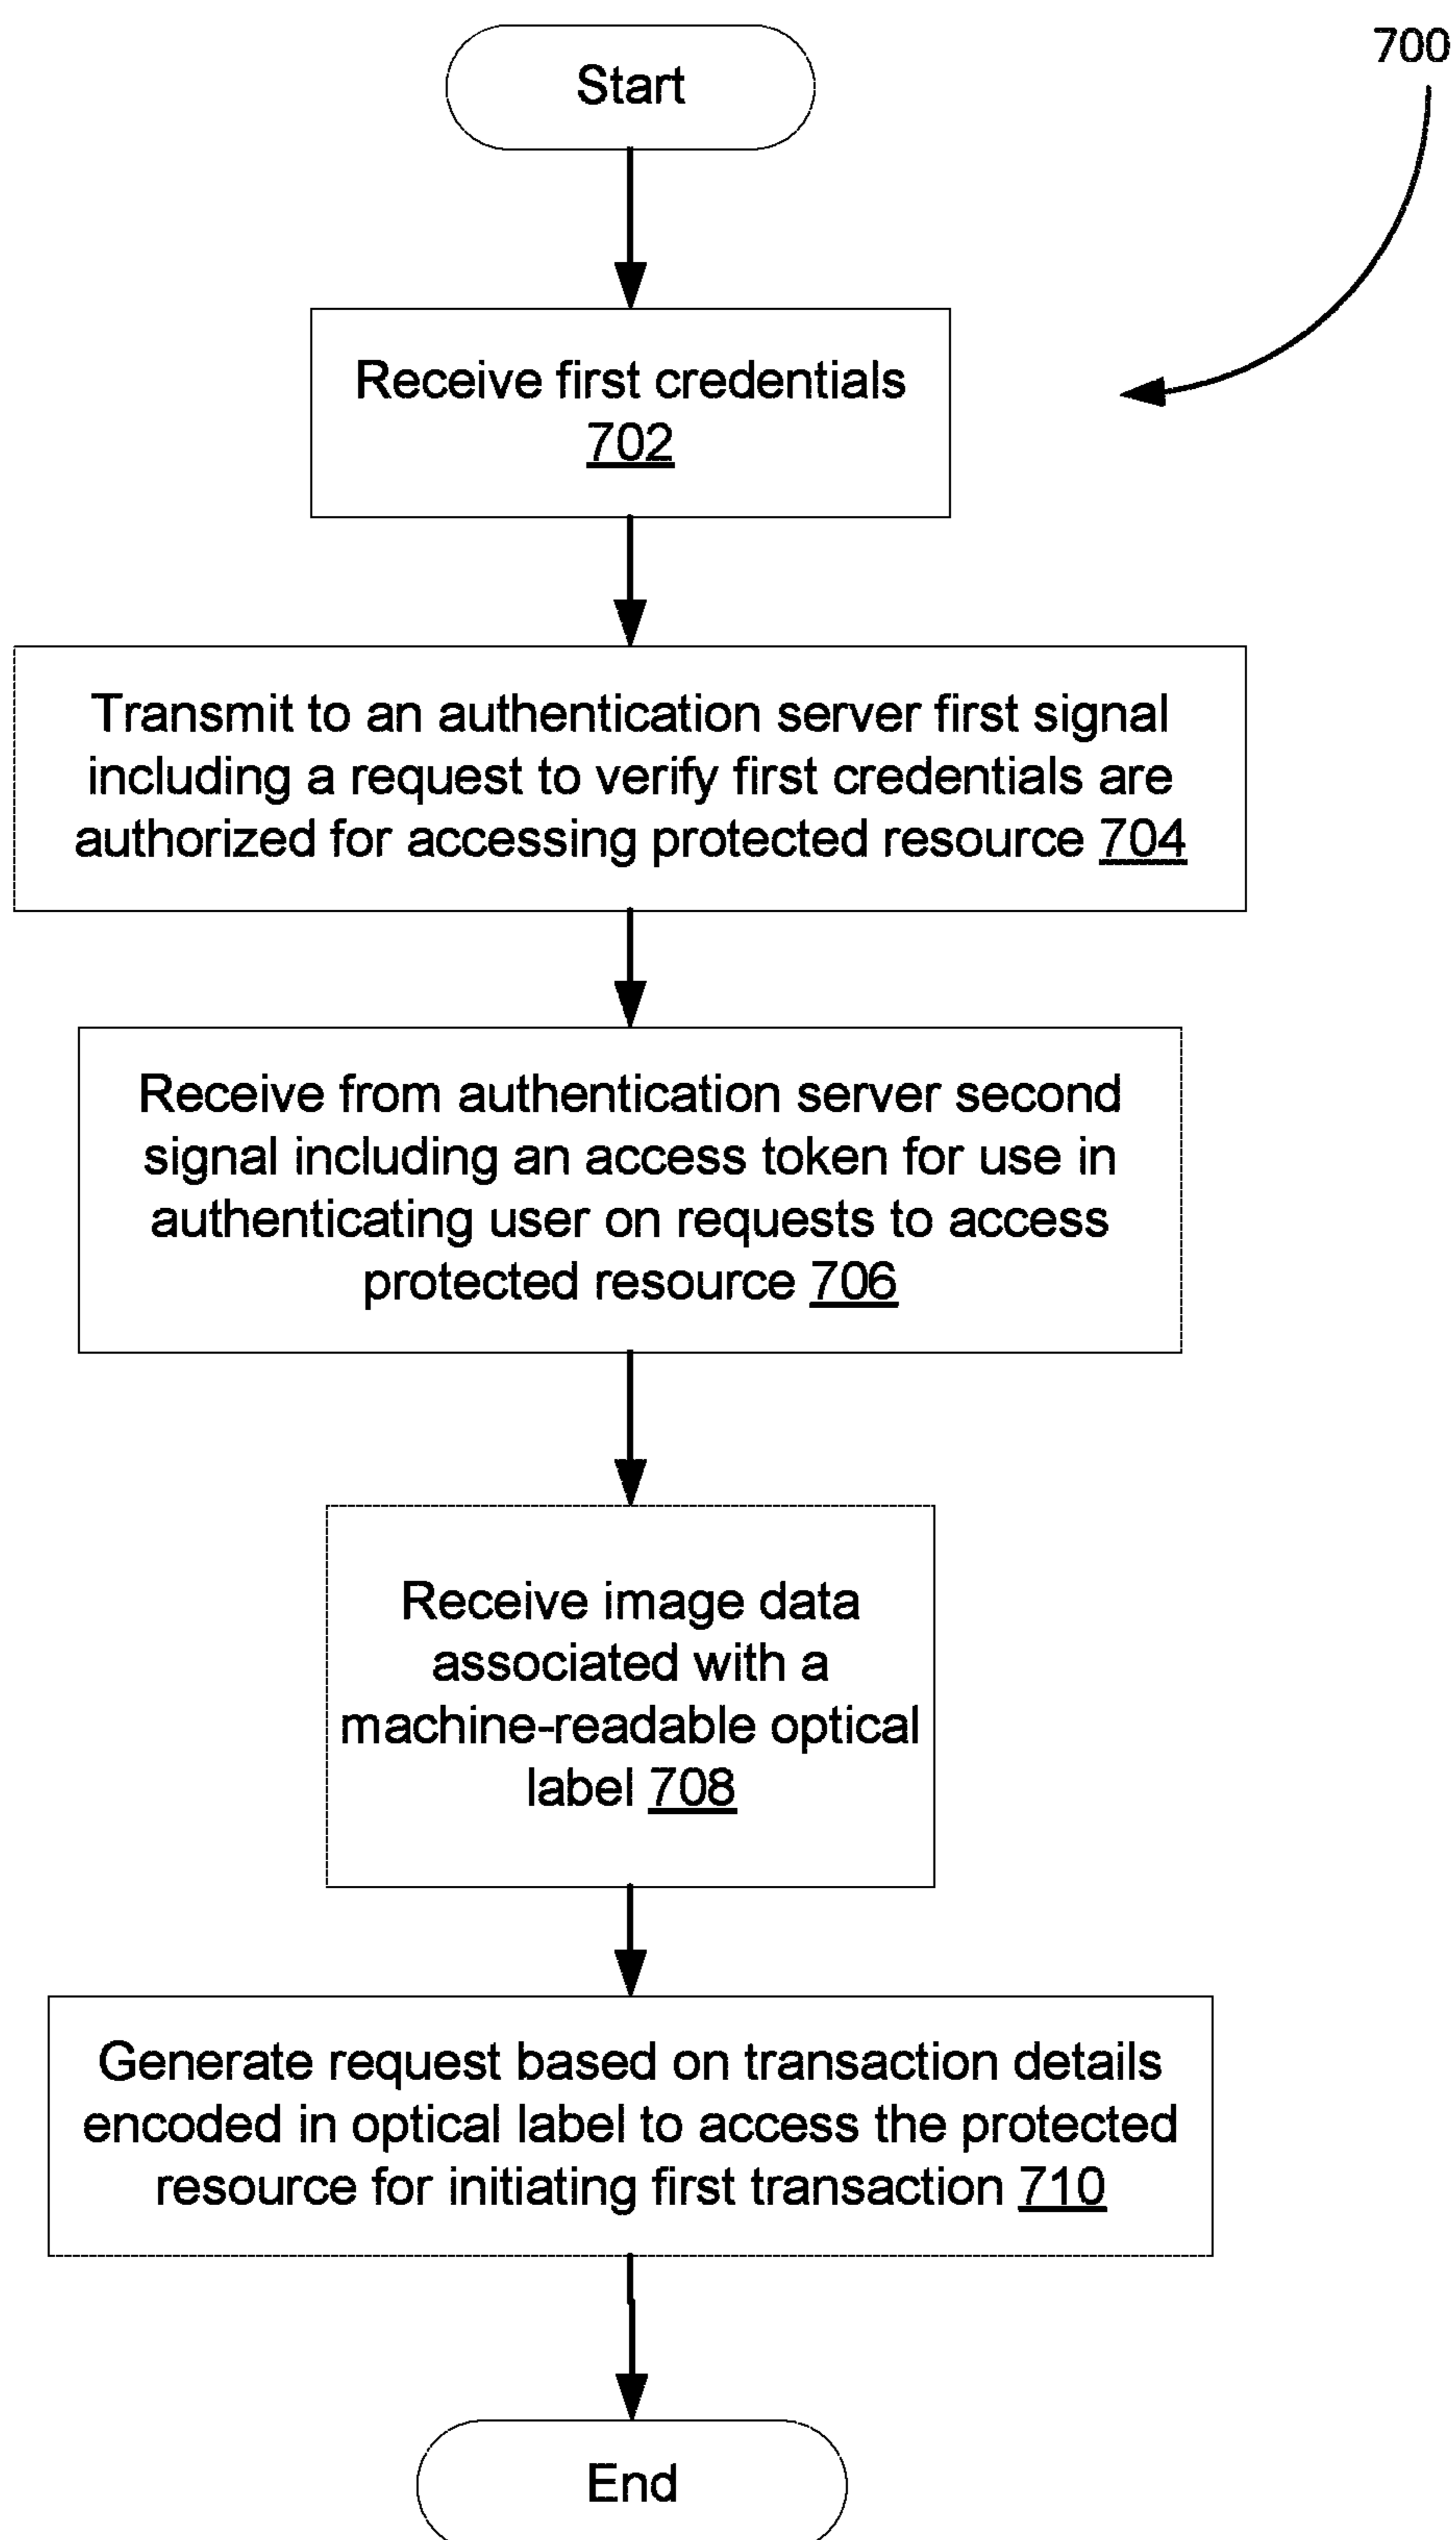 700
Start
Receive first credentials
702
Transmit to an authentication server first signal
including a request to verify first credentials are
authorized for accessing protected resource 704
Receive from authentication server second
signal including an access token for use in
authenticating user on requests to access
protected resource 706
Receive image data
associated with a
machine-readable optical
label 708
Generate request based on transaction details
encoded in optical label to access the protected
resource for initiating first transaction 710
End